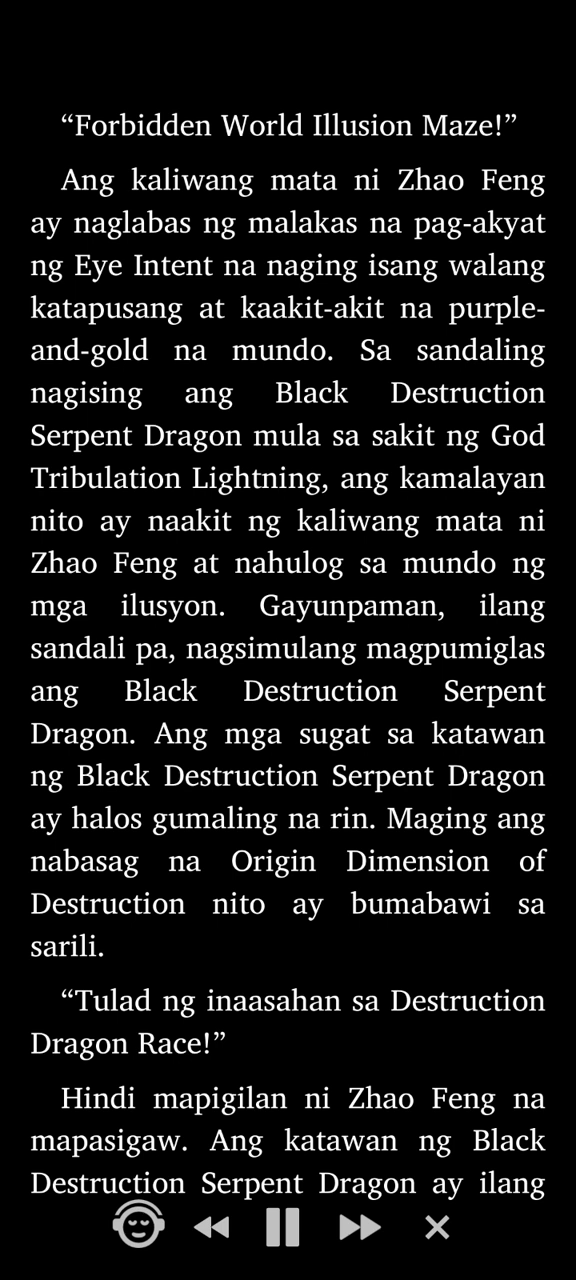 “Forbidden World Illusion Maze!”
Ang kaliwang mata ni Zhao Feng
ay naglabas ng malakas na pag-akyat
ng Eye Intent na naging isang walang
katapusang at kaakit-akit na purple-
and-gold na mundo. Sa sandaling
nagising ang Black Destruction
Serpent Dragon mula sa sakit ng God
Tribulation Lightning, ang kamalayan
nito ay naakit ng kaliwang mata ni
Zhao Feng at nahulog sa mundo ng
mga ilusyon. Gayunpaman, ilang
sandali pa, nagsimulang magpumiglas
ang Black Destruction Serpent
Dragon. Ang mga sugat sa katawan
ng Black Destruction Serpent Dragon
ay halos gumaling na rin. Maging ang
nabasag na Origin Dimension of
Destruction nito ay bumabawi sa
sarili.
“Tulad ng inaasahan sa Destruction
Dragon Race!”
Hindi mapigilan ni Zhao Feng na
mapasigaw. Ang katawan ng Black
Destruction Serpent Dragon ay ilang